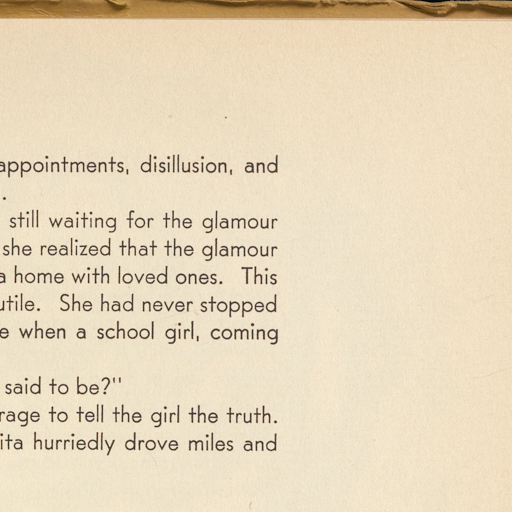 appointments, disillusion, and
.
still waiting for the glamour
she realized that the glamour
a home with loved ones. This
utile. She had never stopped
e when a school girl, coming
said to be?"
rage to tell the girl the truth.
ita hurriedly drove miles and